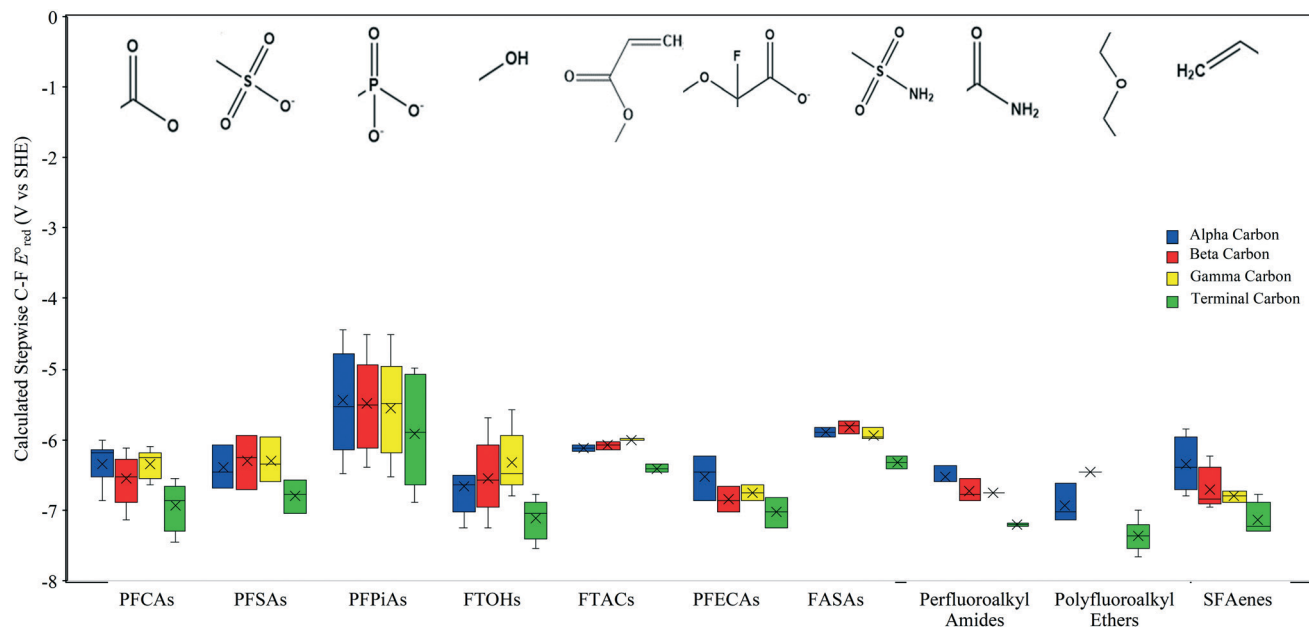 0
-1
-2
-3
-4
-5
-6
-7
-8
Calculated Stepwise C-F E°red (V vs SHE)
O
O
O
S
O
O⁻
O
P
O⁻
O⁻
OH
CH
O
O
O
F
O
O⁻
O
S
O
NH₂
O
NH₂
O
H₂C
Alpha Carbon
Beta Carbon
Gamma Carbon
Terminal Carbon
PFCAs
PFSAs
PFPiAs
FTOHs
FTACs
PFECAs
FASAs
Perfluoroalkyl
Amides
Polyfluoroalkyl
Ethers
SFAenes